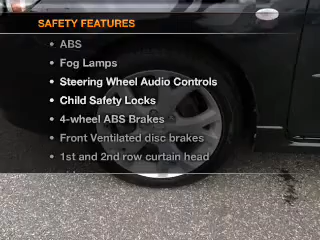 SAFETY FEATURES
• ABS
• Fog Lamps
• Steering Wheel Audio Controls
• Child Safety Locks
• 4-wheel ABS Brakes
• Front Ventilated disc brakes
• 1st and 2nd row curtain head